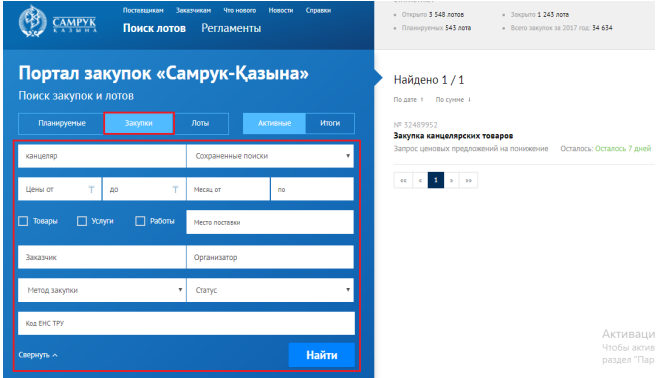 САМРУК
ҚАЗЫНА
Поставщикам Заказчикам Что нового Новости Справки
Поиск лотов Регламенты
Открыто 3 548 лотов
Закрыто 1 243 лота
Планируемых 543 лота
Всего закупок за 2017 год: 34 634
Портал закупок «Самрук-Қазына»
Поиск закупок и лотов
Планируемые Закупки Лоты Активные Итоги
канцеляр Сохраненные поиски
Цены от ₸ до ₸ Месяц от по
Товары Услуги Работы Место поставки
Заказчик Организатор
Метод закупки Статус
Код ЕНС ТРУ
Свернуть Найти
Найдено 1 / 1
По дате ↑ По сумме ↓
№ 32489952
Закупка канцелярских товаров
Запрос ценовых предложений на понижение Осталось: Осталось 7 дней
<< < 1 > >>
Активаци
Чтобы актив
раздел "Пар